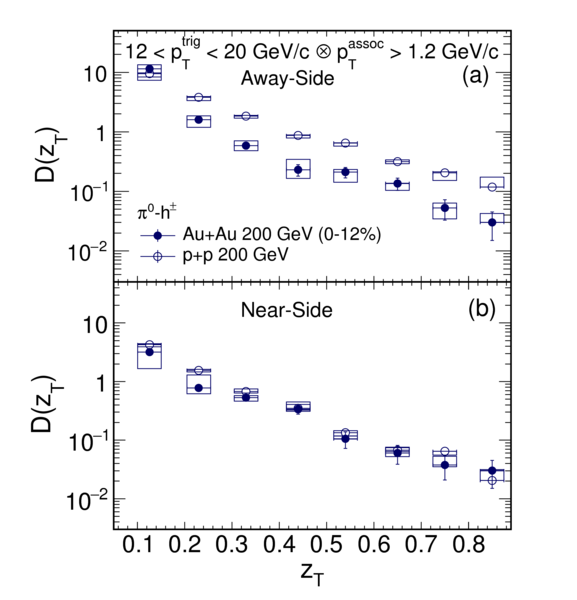 12 < p_T^trig < 20 GeV/c ⊗ p_T^assoc > 1.2 GeV/c
Away-Side (a)
10
1
10⁻¹
10⁻²
D(z_T)
π⁰-h±
Au+Au 200 GeV (0-12%)
p+p 200 GeV
Near-Side (b)
10
1
10⁻¹
10⁻²
D(z_T)
0.1 0.2 0.3 0.4 0.5 0.6 0.7 0.8
z_T